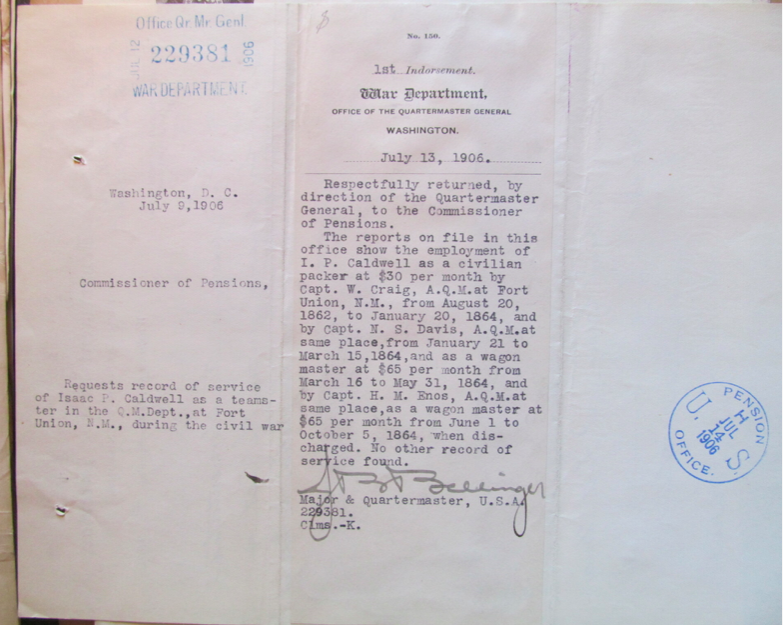 Office Qr. Mr. Genl.
JUL 12
229381
1906
WAR DEPARTMENT.
Washington, D. C.
July 9,1906
Commissioner of Pensions,
Requests record of service
of Isaac P. Caldwell as a teams-
ter in the Q.M.Dept.,at Fort
Union, N.M., during the civil war
No. 150.
1st Indorsement.
War Department,
OFFICE OF THE QUARTERMASTER GENERAL
WASHINGTON.
July 13, 1906.
Respectfully returned, by
direction of the Quartermaster
General, to the Commissioner
of Pensions.
The reports on file in this
office show the employment of
I. P. Caldwell as a civilian
packer at $30 per month by
Capt. W. Craig, A.Q.M.at Fort
Union, N.M., from August 20,
1862, to January 20, 1864, and
by Capt. N. S. Davis, A.Q.M.at
same place,from January 21 to
March 15,1864,and as a wagon
master at $65 per month from
March 16 to May 31, 1864, and
by Capt. H. M. Enos, A.Q.M.at
same place,as a wagon master at
$65 per month from June 1 to
October 5, 1864, when dis-
charged. No other record of
service found.
J B Bellinger
Major & Quartermaster, U.S.A.
229381.
Clms.-K.
U. S. PENSION OFFICE.
H
JUL
14
1906